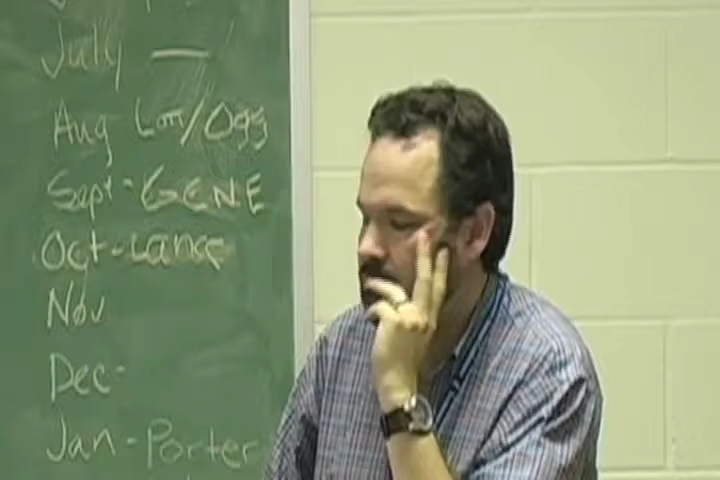 July —
Aug Lori/Ogg
Sept - GENE
Oct - Lance
Nov
Dec -
Jan - Porter